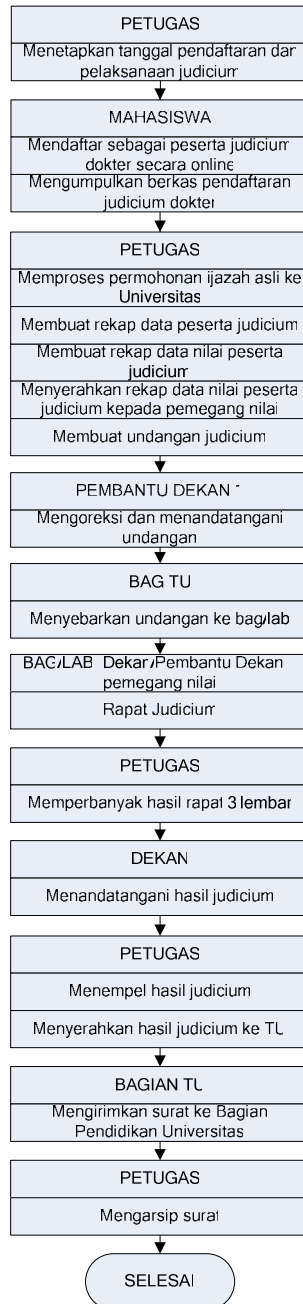 PETUGAS
Menetapkan tanggal pendaftaran dan
pelaksanaan judicium
MAHASISWA
Mendaftar sebagai peserta judicium
dokter secara online
Mengumpulkan berkas pendaftaran
judicium dokter
PETUGAS
Memproses permohonan ijazah asli ke
Universitas
Membuat rekap data peserta judicium
Membuat rekap data nilai peserta
judicium
Menyerahkan rekap data nilai peserta
judicium kepada pemegang nilai
Membuat undangan judicium
PEMBANTU DEKAN 1
Mengoreksi dan menandatangani
undangan
BAG TU
Menyebarkan undangan ke bag/lab
BAG/LAB Dekan/Pembantu Dekan
pemegang nilai
Rapat Judicium
PETUGAS
Memperbanyak hasil rapat 3 lembar
DEKAN
Menandatangani hasil judicium
PETUGAS
Menempel hasil judicium
Menyerahkan hasil judicium ke TU
BAGIAN TU
Mengirimkan surat ke Bagian
Pendidikan Universitas
PETUGAS
Mengarsip surat
SELESAI